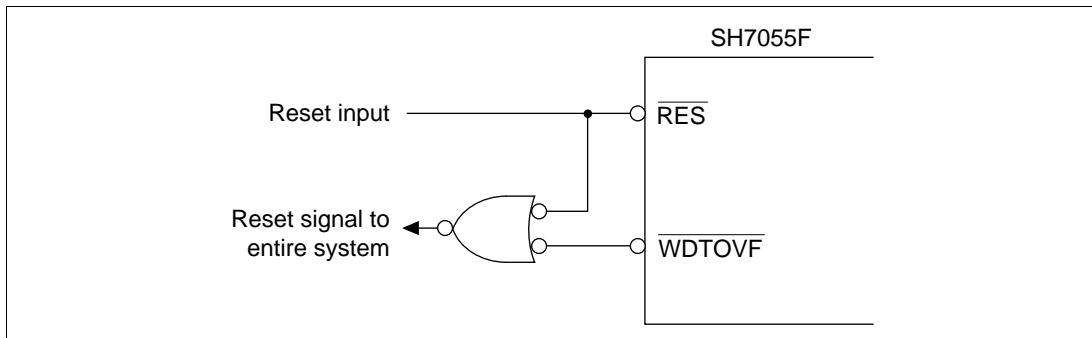 SH7055F
Reset input
RES
Reset signal to
entire system
WDTOVF